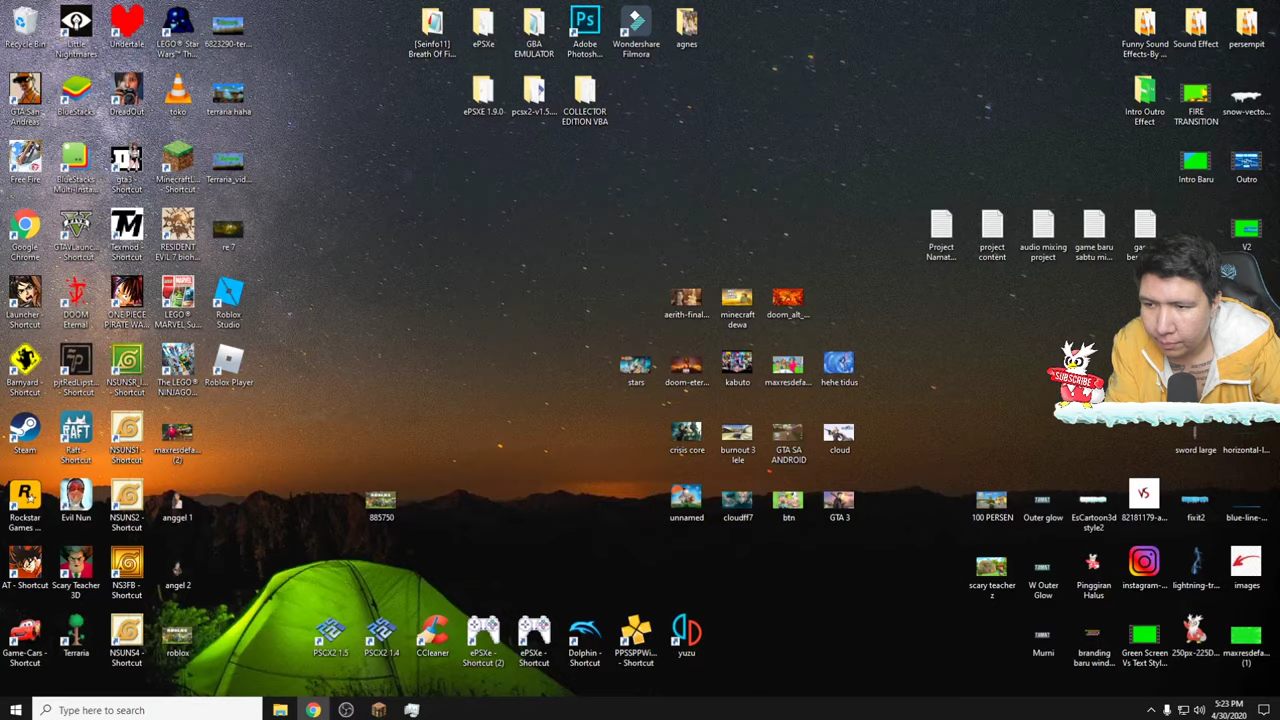 Recycle Bin
Little Nightmares
Undertale
LEGO® Star Wars™ Th...
6823290-ter...
[Seinfo11] Breath Of Fi...
ePSXe
GBA EMULATOR
Adobe Photosh...
Wondershare Filmora
agnes
Funny Sound Effects-By ...
Sound Effect
persempit
GTA San Andreas
BlueStacks
DreadOut
toko
terraria haha
ePSXE 1.9.0
pcsx2-v1.5....
COLLECTOR EDITION VBA
Intro Outro Effect
FIRE TRANSITION
snow-vecto...
Free Fire
BlueStacks Multi-Insta...
gta3 - Shortcut
MinecraftL... - Shortcut
Terraria_vid...
Intro Baru
Outro
Google Chrome
GTAVLaunc... - Shortcut
Texmod - Shortcut
RESIDENT EVIL 7 bioh...
re 7
Project Namat...
project content
audio mixing project
game baru sabtu mi...
V2
Launcher - Shortcut
DOOM Eternal
ONE PIECE PIRATE WA...
LEGO® MARVEL Su...
Roblox Studio
aerith-final...
minecraft dewa
doom_alt_...
Barnyard - Shortcut
pjtRedLipst... - Shortcut
NSUNSR_l... - Shortcut
The LEGO® NINJAGO...
Roblox Player
stars
doom-eter...
kabuto
maxresdefa...
hehe tidus
SUBSCRIBE
Steam
Raft - Shortcut
NSUNS1 - Shortcut
maxresdefa... (2)
crisis core
burnout 3 lele
GTA SA ANDROID
cloud
sword large
horizontal-l...
Rockstar Games ...
Evil Nun
NSUNS2 - Shortcut
anggel 1
885750
unnamed
cloudff7
btn
GTA 3
100 PERSEN
Outer glow
EsCartoon3d style2
VS
82181179-a...
fixit2
blue-line-...
AT - Shortcut
Scary Teacher 3D
NS3FB - Shortcut
angel 2
scary teacher z
W Outer Glow
Pinggiran Halus
instagram-...
lightning-tr...
images
Game-Cars - Shortcut
Terraria
NSUNS4 - Shortcut
roblox
PSCX2 1.5
PSCX2 1.4
CCleaner
ePSXe - Shortcut (2)
ePSXe - Shortcut
Dolphin - Shortcut
PPSSPPWi... - Shortcut
yuzu
Murni
branding baru wind...
Green Screen Vs Text Styl...
250px-225D...
maxresdefa... (1)
Type here to search
5:23 PM
4/30/2020